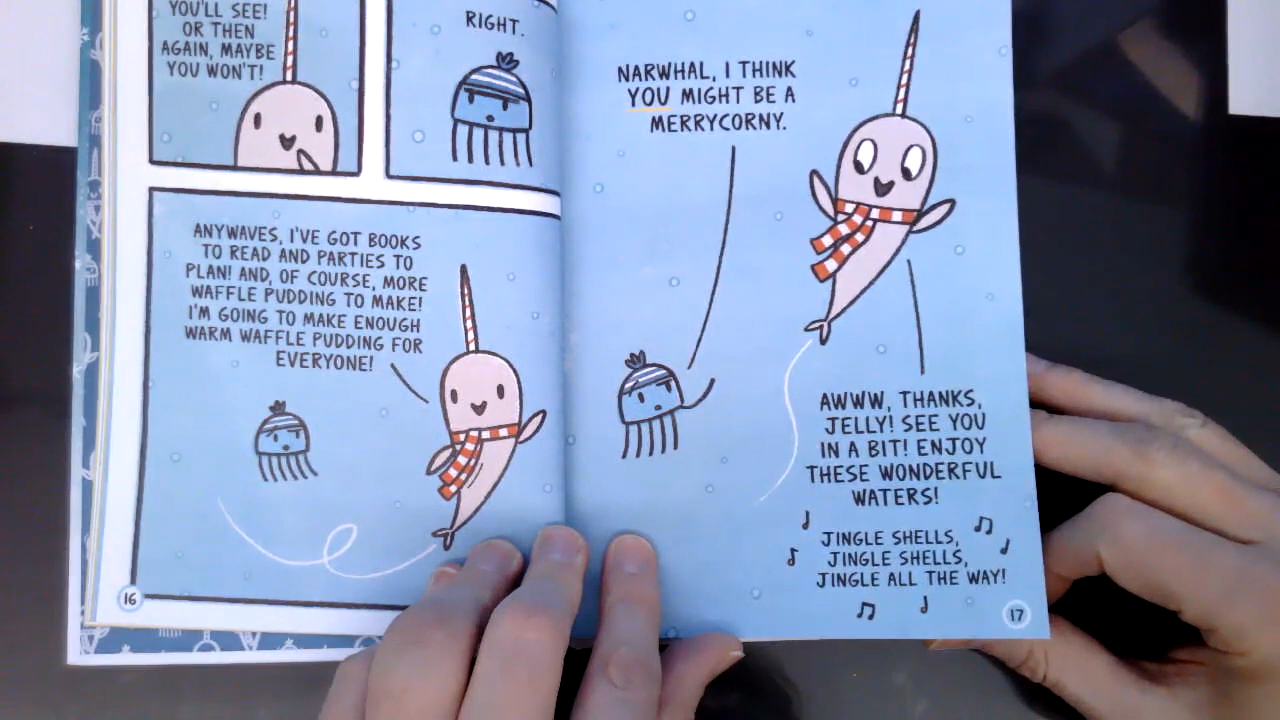 YOU'LL SEE!
OR THEN
AGAIN, MAYBE
YOU WON'T!
RIGHT.
ANYWAVES, I'VE GOT BOOKS
TO READ AND PARTIES TO
PLAN! AND, OF COURSE, MORE
WAFFLE PUDDING TO MAKE!
I'M GOING TO MAKE ENOUGH
WARM WAFFLE PUDDING FOR
EVERYONE!
16
NARWHAL, I THINK
YOU MIGHT BE A
MERRYCORNY.
AWWW, THANKS,
JELLY! SEE YOU
IN A BIT! ENJOY
THESE WONDERFUL
WATERS!
JINGLE SHELLS,
JINGLE SHELLS,
JINGLE ALL THE WAY!
17